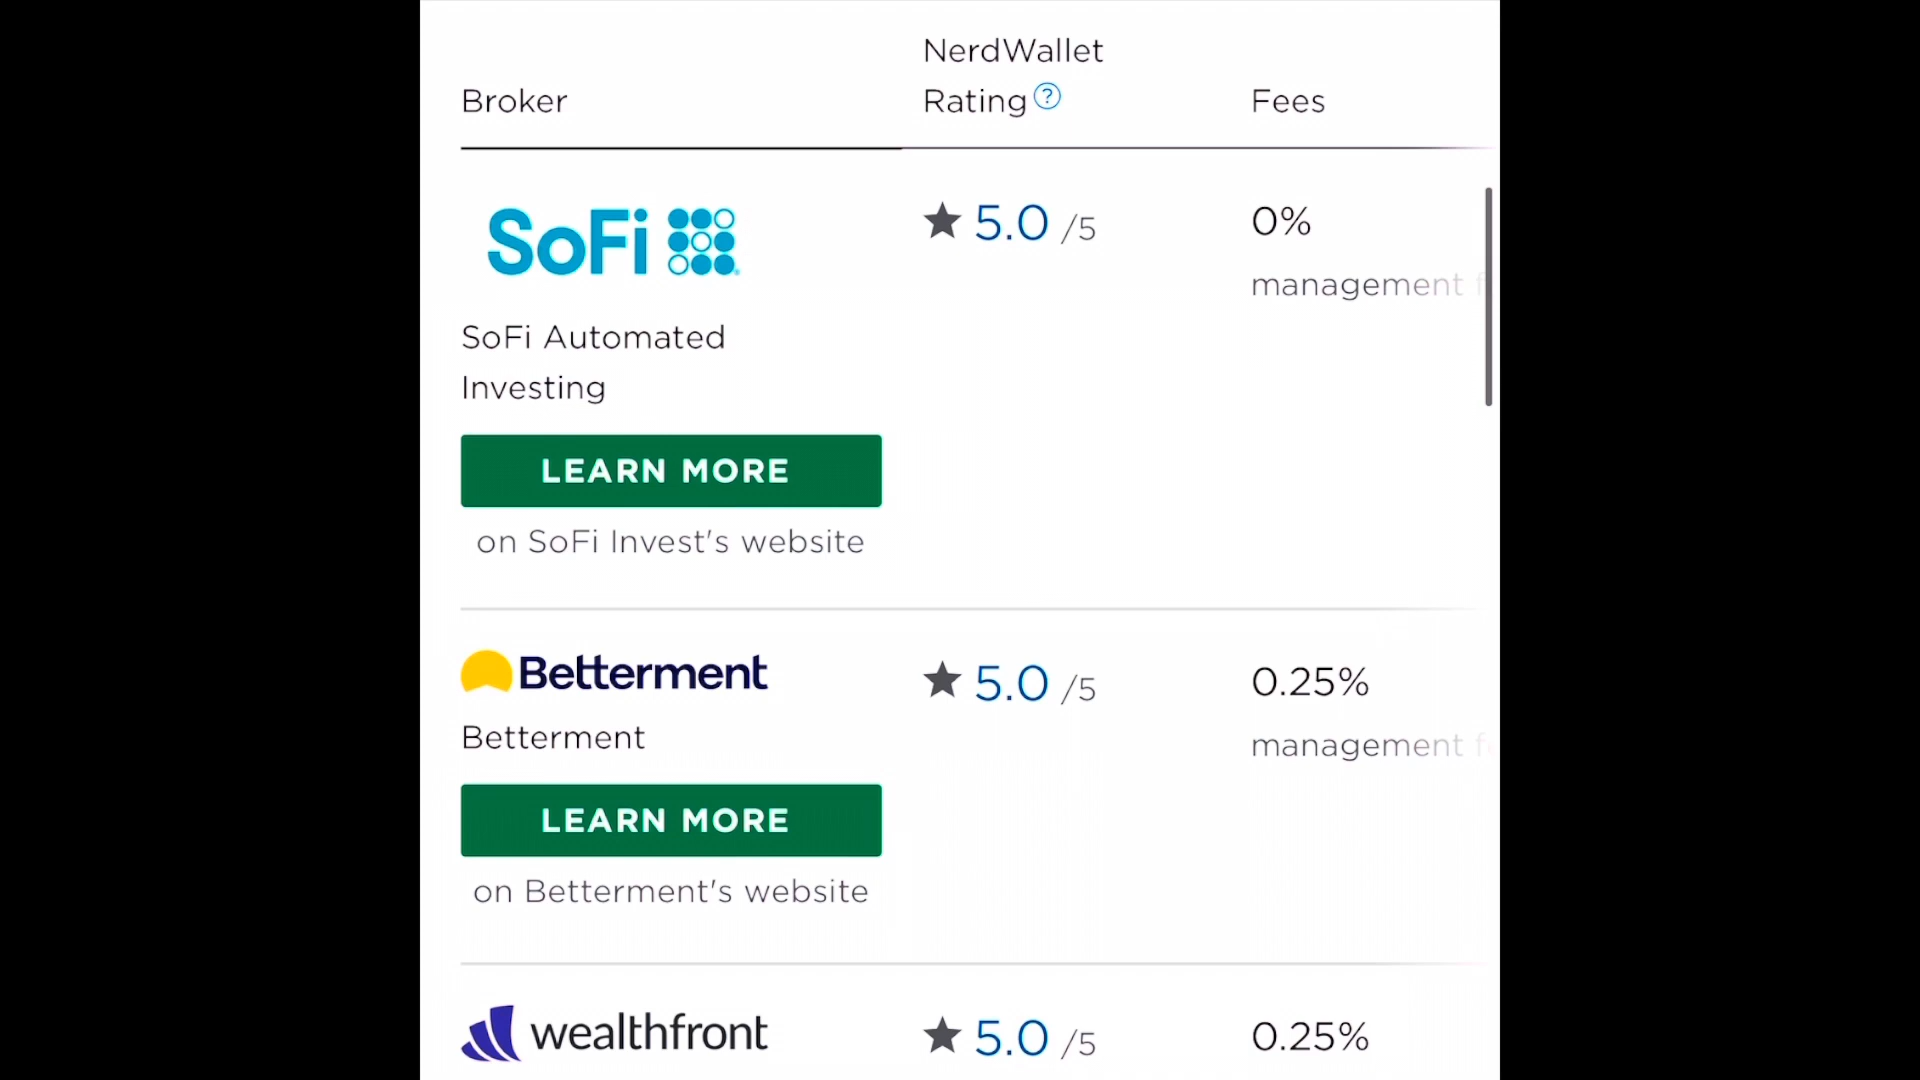 NerdWallet
Broker
Rating ?
Fees
SoFi
5.0 /5
0%
management
SoFi Automated
Investing
LEARN MORE
on SoFi Invest's website
Betterment
5.0 /5
0.25%
Betterment
management
LEARN MORE
on Betterment's website
wealthfront
5.0 /5
0.25%